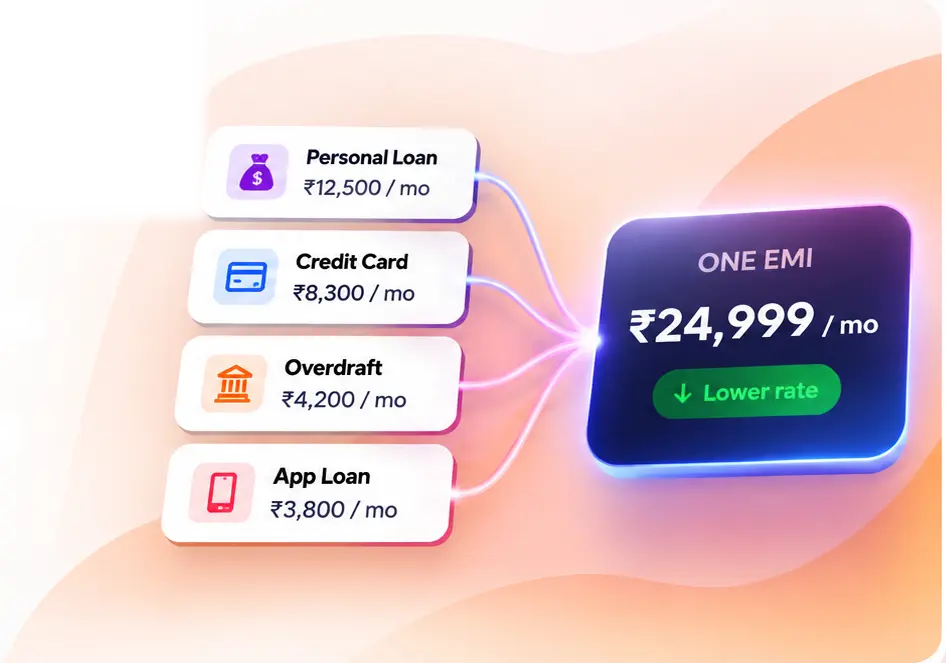 Personal Loan
₹12,500 / mo
Credit Card
₹8,300 / mo
Overdraft
₹4,200 / mo
App Loan
₹3,800 / mo
ONE EMI
₹24,999 / mo
↓ Lower rate